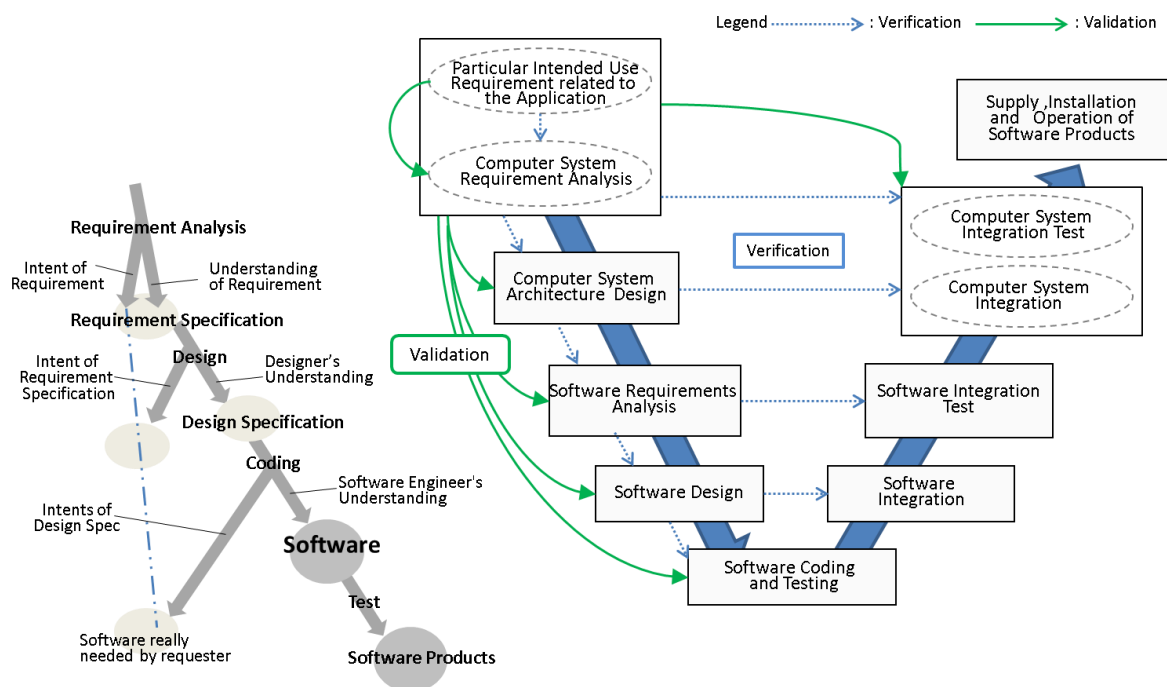 Legend : Verification : Validation
Particular Intended Use
Requirement related to
the Application
Computer System
Requirement Analysis
Supply ,Installation
and Operation of
Software Products
Computer System
Integration Test
Computer System
Integration
Verification
Computer System
Architecture Design
Validation
Software Requirements
Analysis
Software Integration
Test
Software Design
Software
Integration
Software Coding
and Testing
Requirement Analysis
Intent of
Requirement
Understanding
of Requirement
Requirement Specification
Design
Intent of
Requirement
Specification
Designer’s
Understanding
Design Specification
Coding
Software Engineer's
Understanding
Intents of
Design Spec
Software
Test
Software really
needed by requester
Software Products